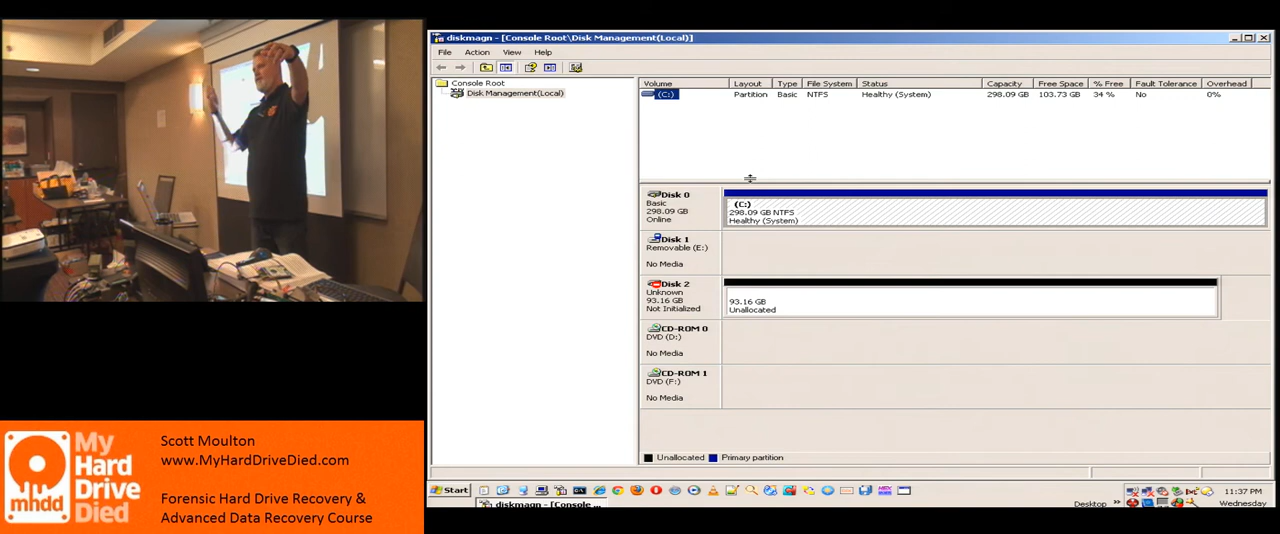 diskmagn - [Console Root\Disk Management(Local)]
File Action View Help
Console Root
Disk Management(Local)
Volume Layout Type File System Status Capacity Free Space % Free Fault Tolerance Overhead
(C:) Partition Basic NTFS Healthy (System) 298.09 GB 103.73 GB 34 % No 0%
Disk 0
Basic
298.09 GB
Online
(C:)
298.09 GB NTFS
Healthy (System)
Disk 1
Removable (E:)
No Media
Disk 2
Unknown
93.16 GB
Not Initialized
93.16 GB
Unallocated
CD-ROM 0
DVD (D:)
No Media
CD-ROM 1
DVD (F:)
No Media
Unallocated Primary partition
Start
diskmagn - [Console ...
Desktop
11:37 PM
Wednesday
My
Hard
Drive
Died
mhdd
Scott Moulton
www.MyHardDriveDied.com
Forensic Hard Drive Recovery &
Advanced Data Recovery Course